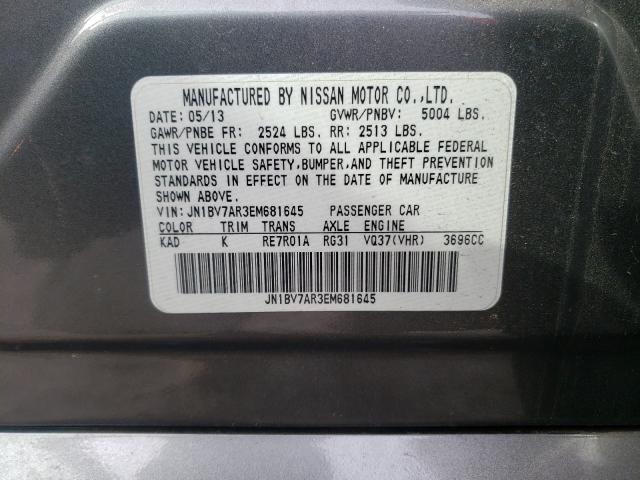 MANUFACTURED BY NISSAN MOTOR CO.,LTD.
DATE: 05/13 GVWR/PNBV: 5004 LBS.
GAWR/PNBE FR: 2524 LBS. RR: 2513 LBS.
THIS VEHICLE CONFORMS TO ALL APPLICABLE FEDERAL
MOTOR VEHICLE SAFETY,BUMPER,AND THEFT PREVENTION
STANDARDS IN EFFECT ON THE DATE OF MANUFACTURE
SHOWN ABOVE.
VIN:JN1BV7AR3EM681645 PASSENGER CAR
COLOR TRIM TRANS AXLE ENGINE
KAD K RE7R01A RG31 VQ37(VHR) 3696CC
JN1BV7AR3EM681645